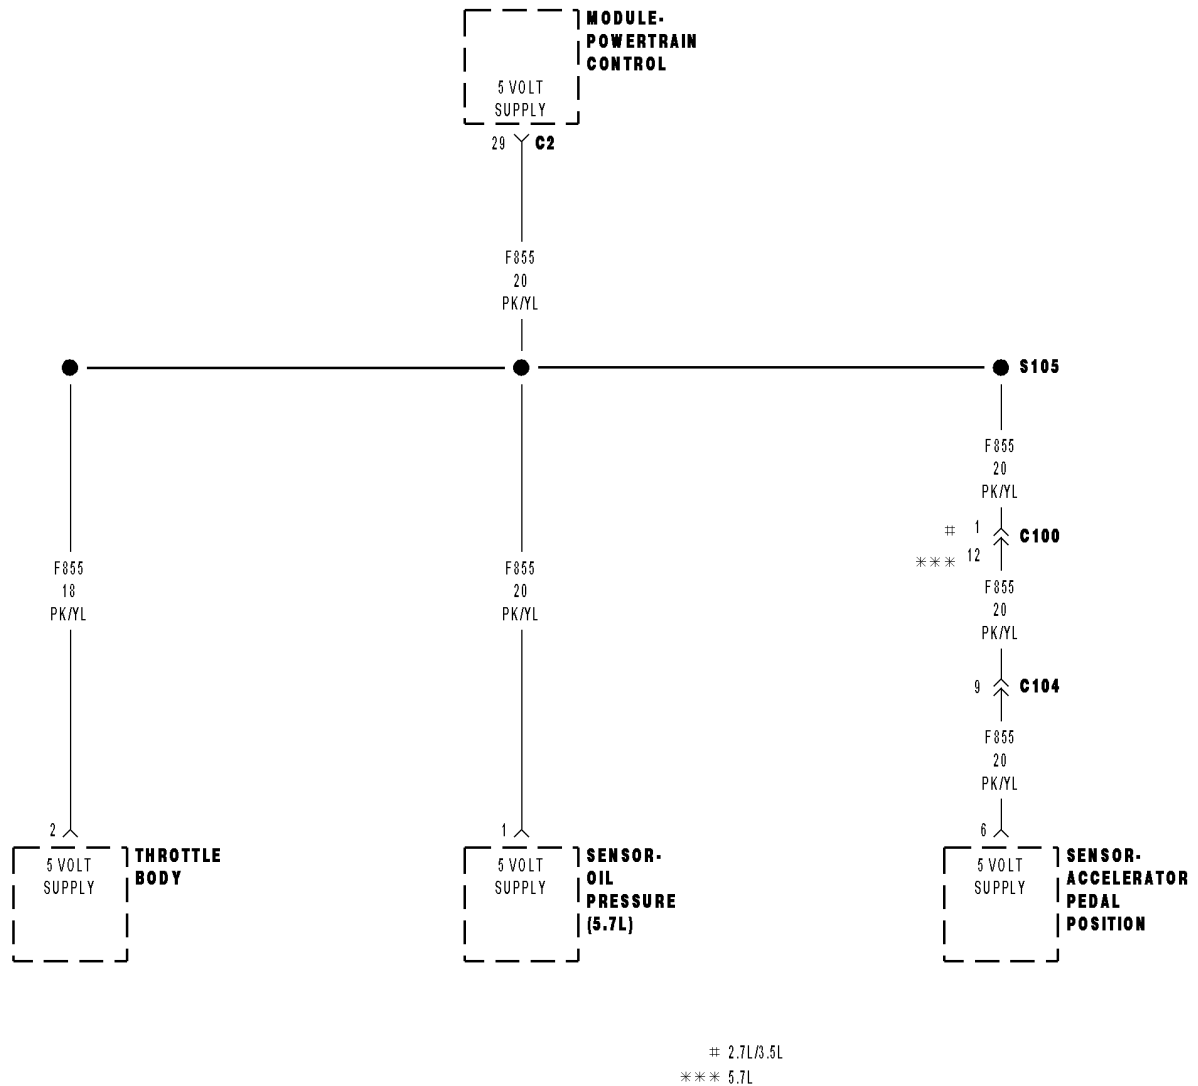 MODULE-
POWERTRAIN
CONTROL
5 VOLT
SUPPLY
29 C2
F855
20
PK/YL
S105
F855
20
PK/YL
# 1 C100
*** 12
F855
18
PK/YL
F855
20
PK/YL
F855
20
PK/YL
9 C104
F855
20
PK/YL
2
1
6
5 VOLT
SUPPLY
THROTTLE
BODY
5 VOLT
SUPPLY
SENSOR-
OIL
PRESSURE
(5.7L)
5 VOLT
SUPPLY
SENSOR-
ACCELERATOR
PEDAL
POSITION
# 2.7L/3.5L
*** 5.7L